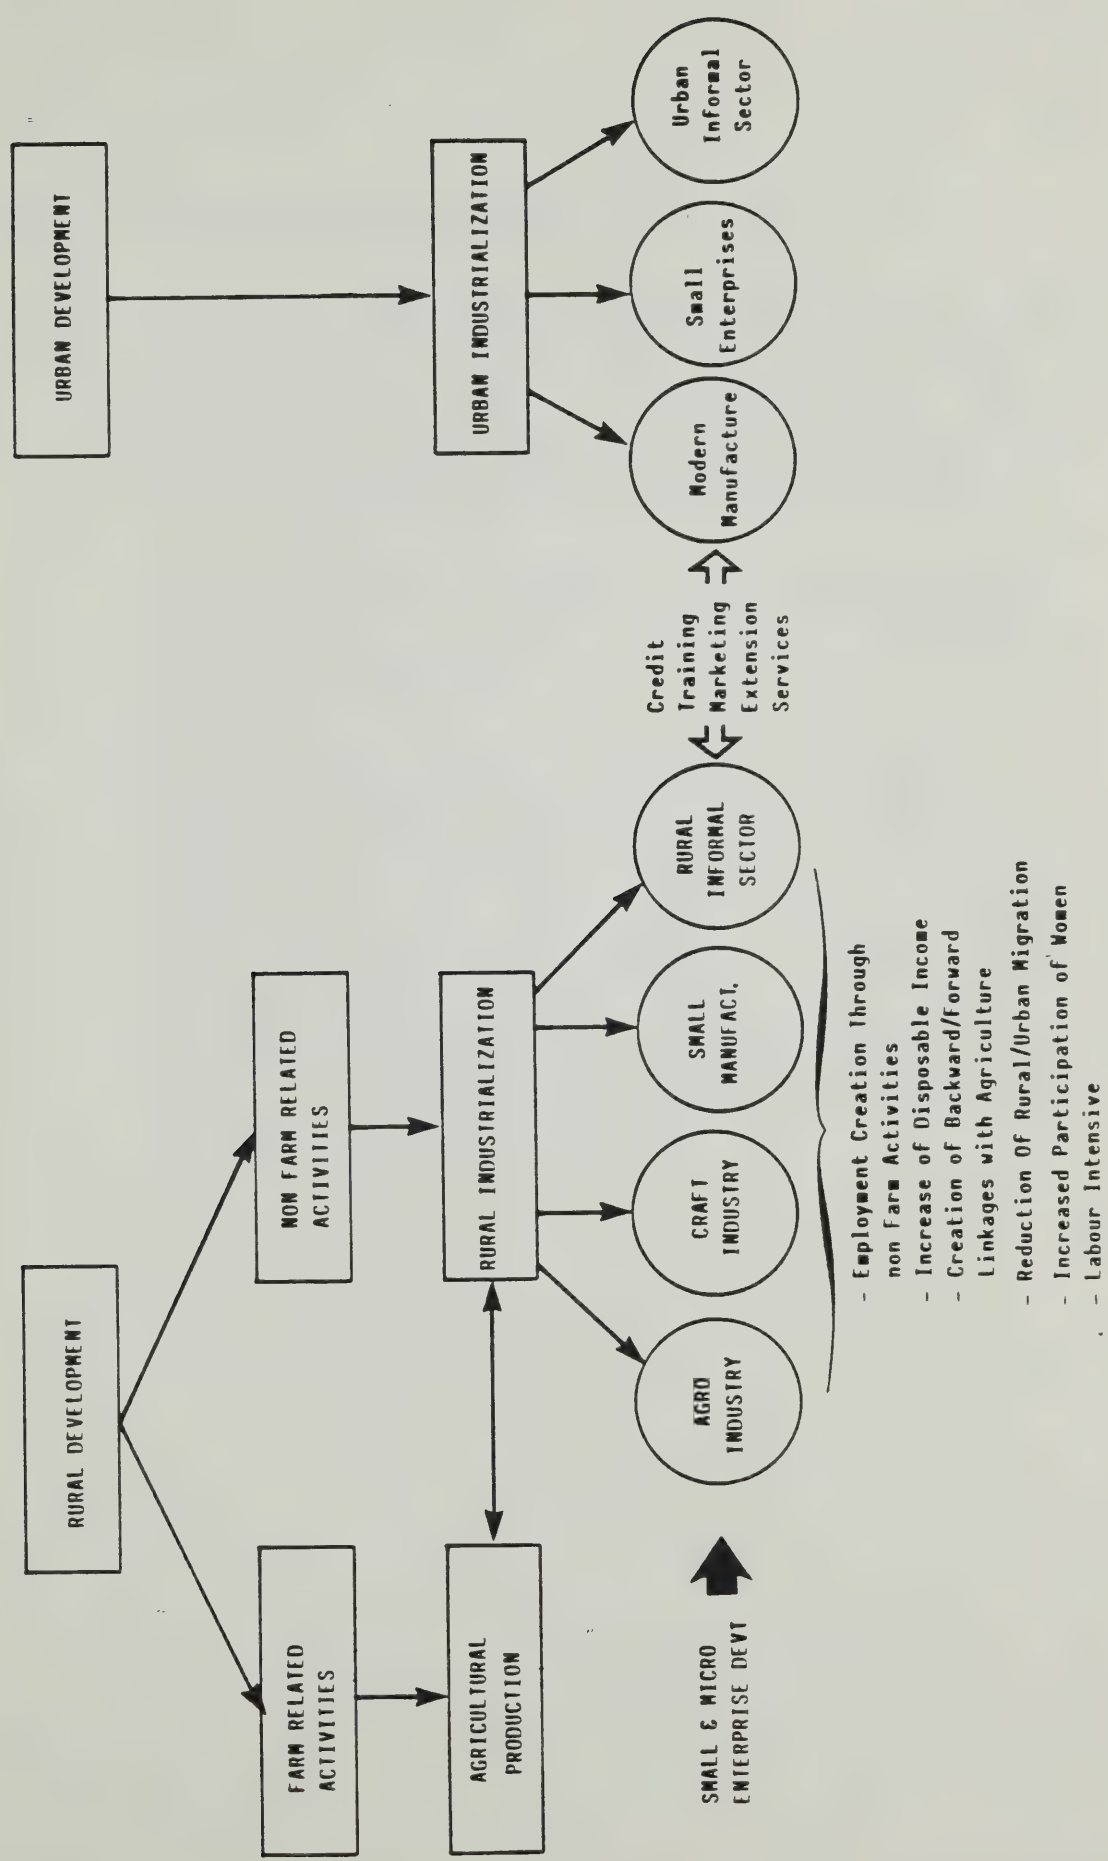 RURAL DEVELOPMENT
URBAN DEVELOPMENT
FARM RELATED
ACTIVITIES
NON FARM RELATED
ACTIVITIES
AGRICULTURAL
PRODUCTION
RURAL INDUSTRIALIZATION
URBAN INDUSTRIALIZATION
SMALL & MICRO
ENTERPRISE DEVT
AGRO
INDUSTRY
CRAFT
INDUSTRY
SMALL
MANUFACT.
RURAL
INFORMAL
SECTOR
Credit
Training
Marketing
Extension
Services
Modern
Manufacture
Small
Enterprises
Urban
Informal
Sector
- Employment Creation Through
non Farm Activities
- Increase of Disposable Income
- Creation of Backward/Forward
Linkages with Agriculture
- Reduction Of Rural/Urban Migration
- Increased Participation of Women
- Labour Intensive